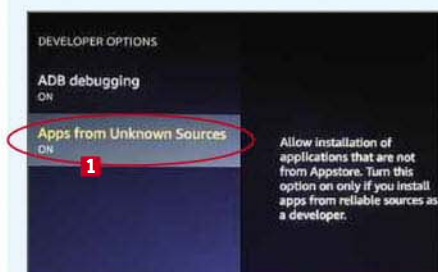 DEVELOPER OPTIONS
ADB debugging
ON
Apps from Unknown Sources
ON
1
Allow installation of
applications that are not
from Appstore. Turn this
option on only if you install
apps from reliable sources as
a developer.